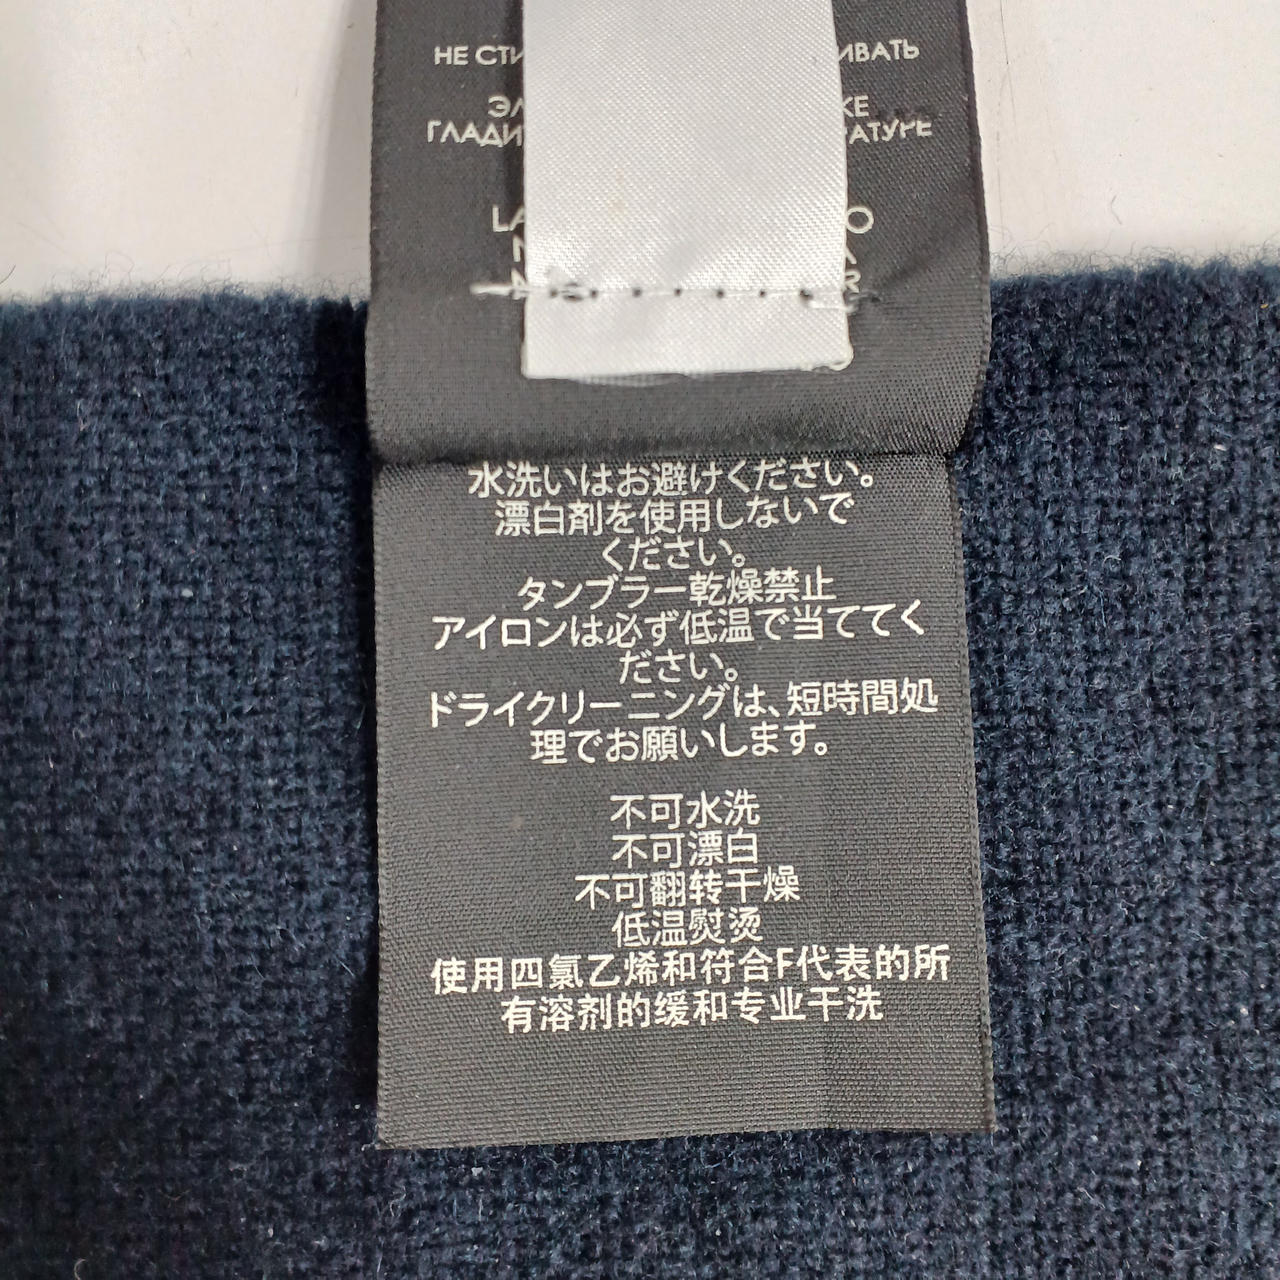 ИВАТЬ
水洗いはお避けください。
漂白剤を使用しないで
ください。
タンブラー乾燥禁止
アイロンは必ず低温で当ててく
ださい。
ドライクリーニングは、短時間処
理でお願いします。
不可水洗
不可漂白
不可翻转干燥
低温熨烫
使用四氯乙烯和符合F代表的所
有溶剂的缓和专业干洗